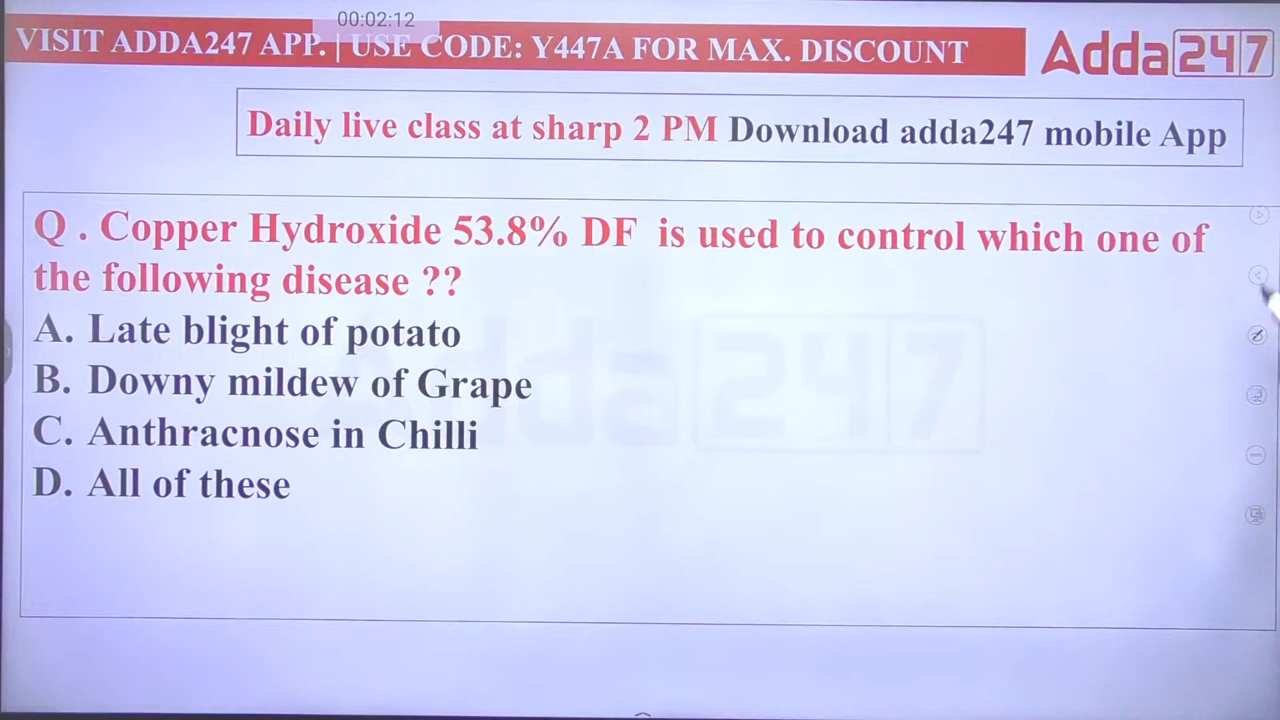 00:02:12
VISIT ADDA247 APP. | USE CODE: Y447A FOR MAX. DISCOUNT
Adda247
Daily live class at sharp 2 PM Download adda247 mobile App
Q . Copper Hydroxide 53.8% DF is used to control which one of
the following disease ??
A. Late blight of potato
B. Downy mildew of Grape
C. Anthracnose in Chilli
D. All of these
Adda247